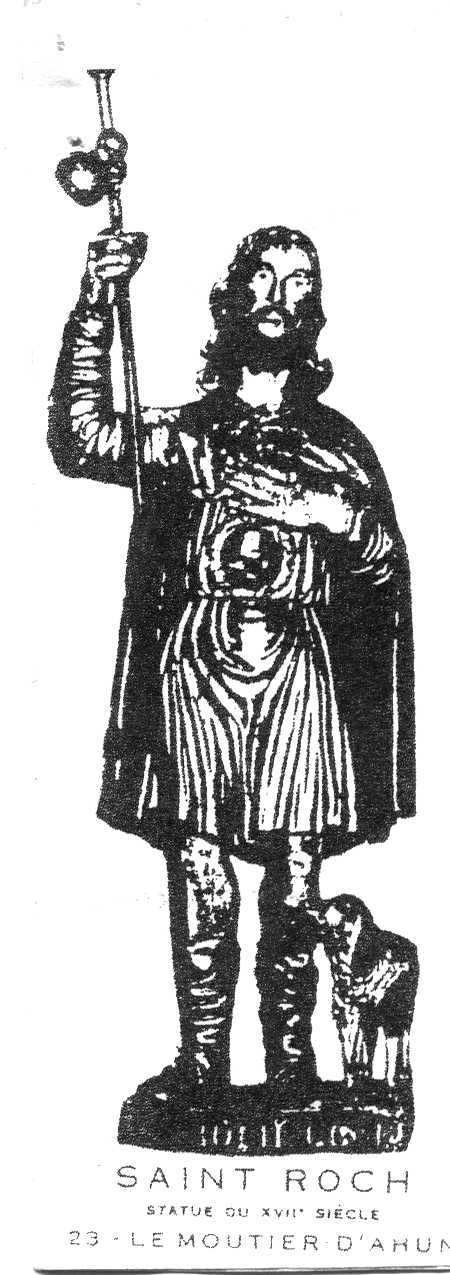 SAINT ROCH
STATUE DU XVIIe SIÈCLE
23 - LE MOUTIER-D'AHUN